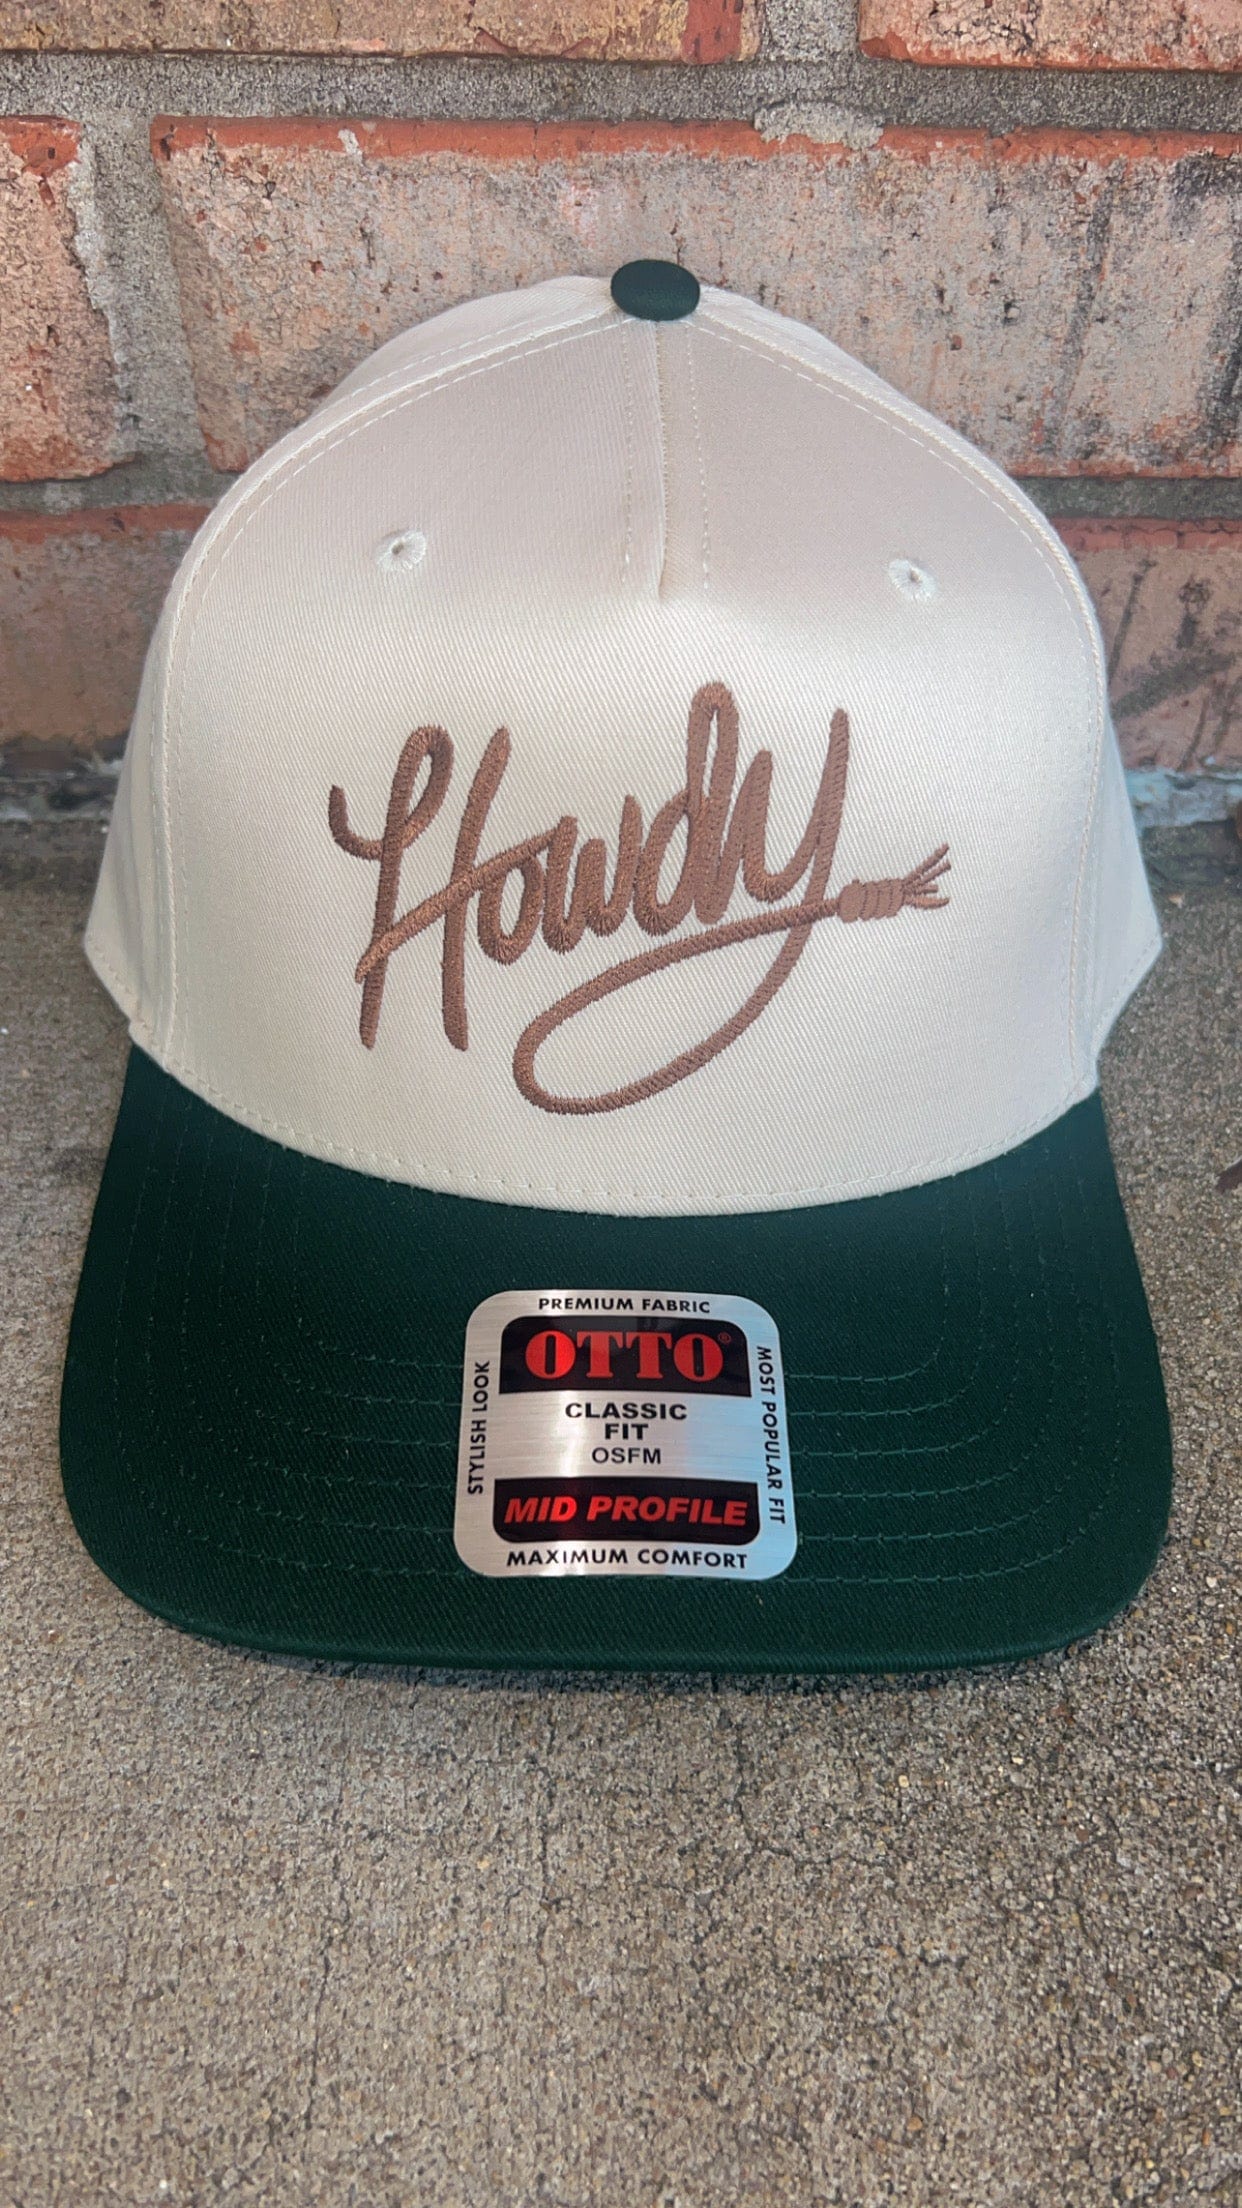 Howdy
PREMIUM FABRIC
OTTO®
STYLISH LOOK
CLASSIC
FIT
OSFM
MOST POPULAR FIT
MID PROFILE
MAXIMUM COMFORT